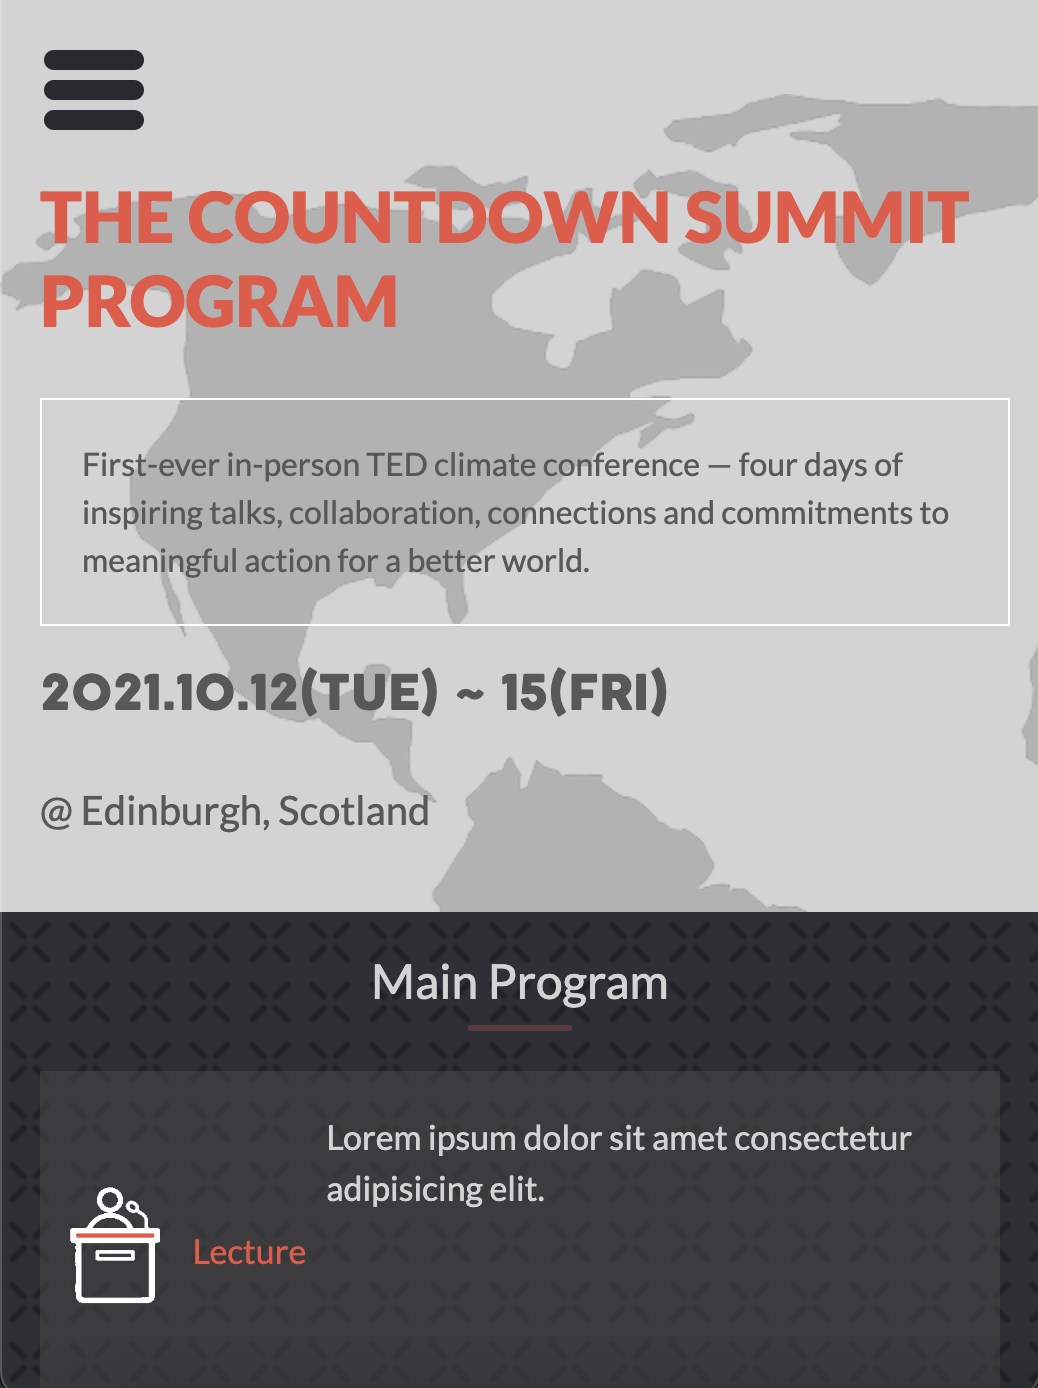 THE COUNTDOWN SUMMIT
PROGRAM
First-ever in-person TED climate conference — four days of
inspiring talks, collaboration, connections and commitments to
meaningful action for a better world.
2021.10.12(TUE) ~ 15(FRI)
@ Edinburgh, Scotland
Main Program
Lorem ipsum dolor sit amet consectetur
adipisicing elit.
Lecture